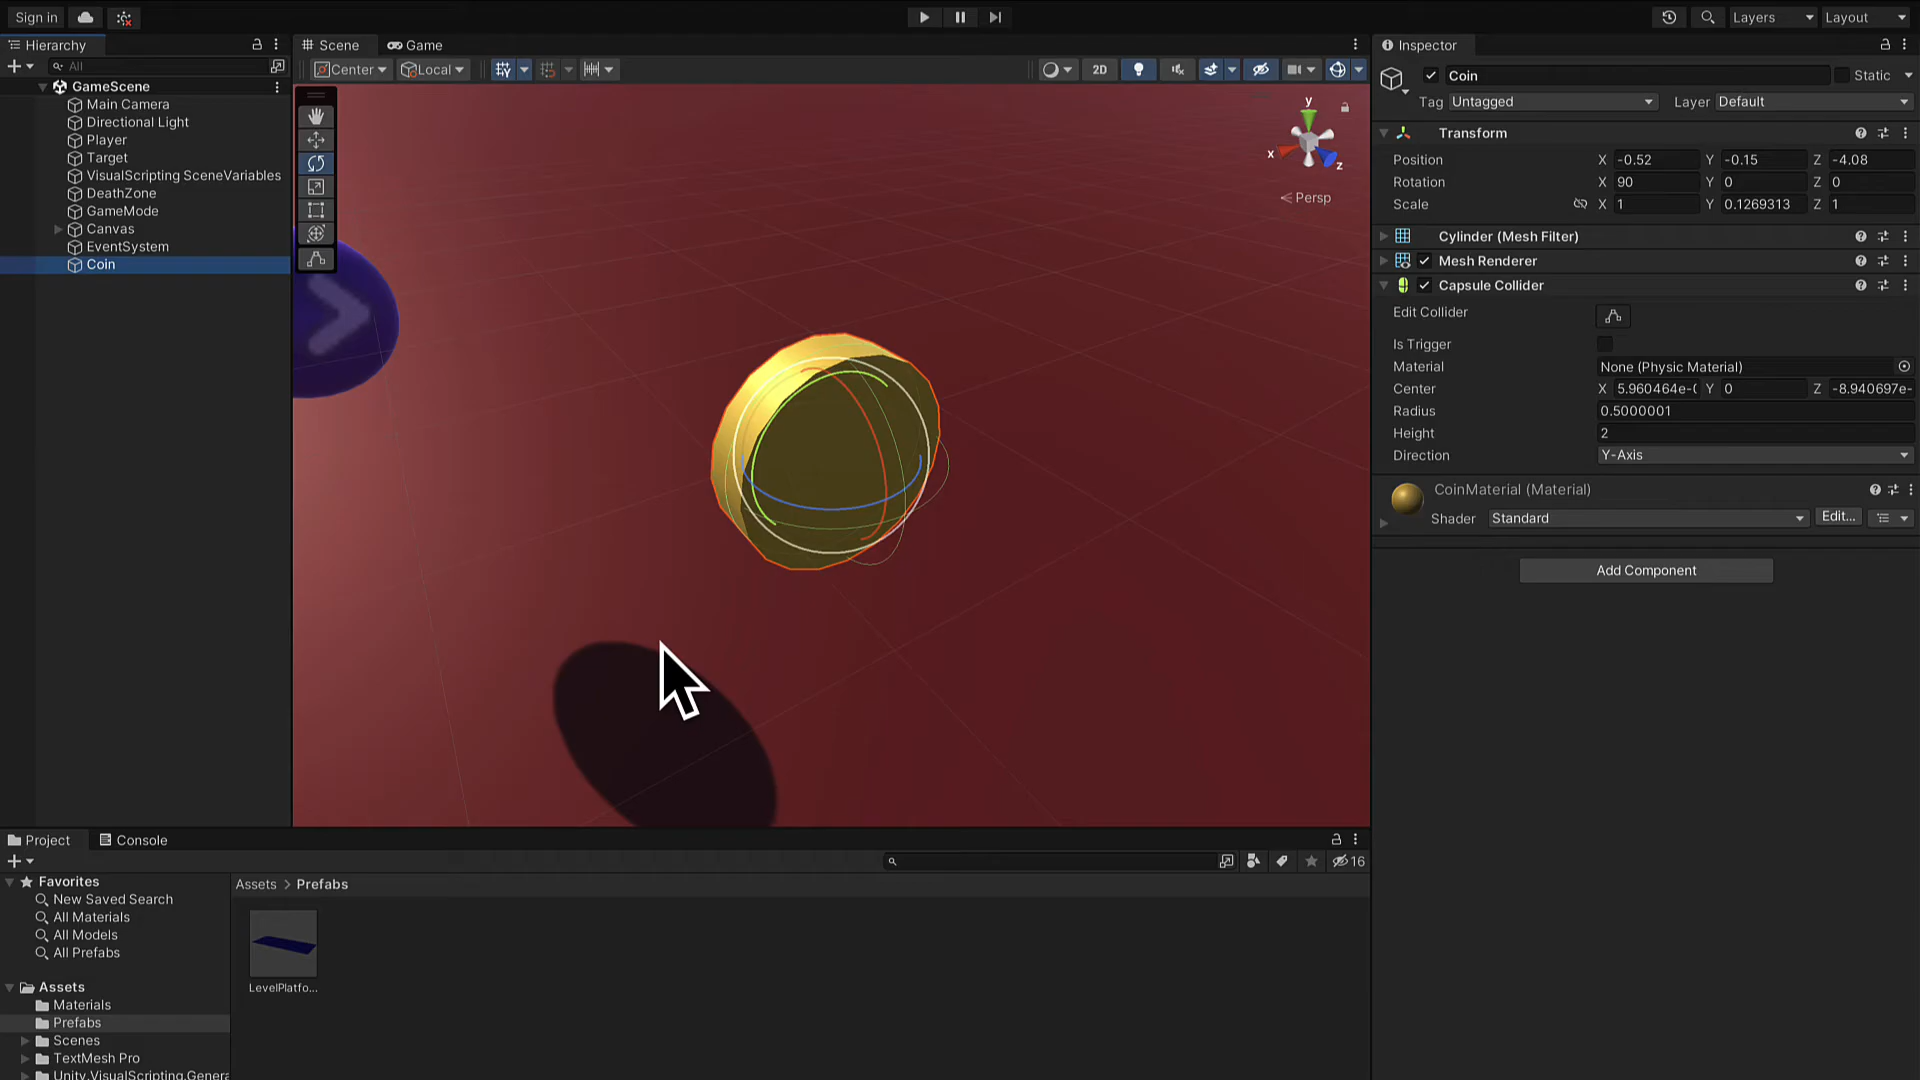 Sign in
Layers
Layout
Hierarchy
All
GameScene
Main Camera
Directional Light
Player
Target
VisualScripting SceneVariables
DeathZone
GameMode
Canvas
EventSystem
Coin
Scene
Game
Center
Local
2D
y
x
z
Persp
Inspector
Coin
Static
Tag Untagged
Layer Default
Transform
Position X -0.52 Y -0.15 Z -4.08
Rotation X 90 Y 0 Z 0
Scale X 1 Y 0.1269313 Z 1
Cylinder (Mesh Filter)
Mesh Renderer
Capsule Collider
Edit Collider
Is Trigger
Material None (Physic Material)
Center X 5.960464e-( Y 0 Z -8.940697e-
Radius 0.5000001
Height 2
Direction Y-Axis
CoinMaterial (Material)
Shader Standard Edit...
Add Component
Project
Console
16
Favorites
New Saved Search
All Materials
All Models
All Prefabs
Assets
Materials
Prefabs
Scenes
TextMesh Pro
Unity.VisualScripting.Genera
Assets > Prefabs
LevelPlatfo...